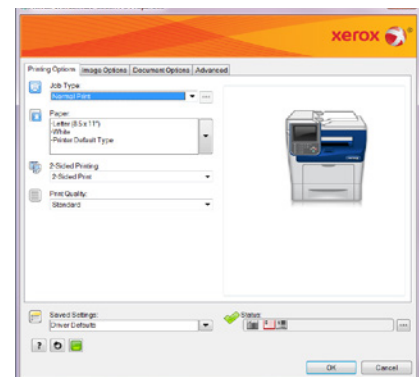 xerox
Printing Options Image Options Document Options Advanced
Job Type:
Normal Print
Paper:
-Letter (8.5 x 11")
-White
-Printer Default Type
2-Sided Printing
2-Sided Print
Print Quality:
Standard
Saved Settings:
Driver Defaults
Status:
?
OK Cancel